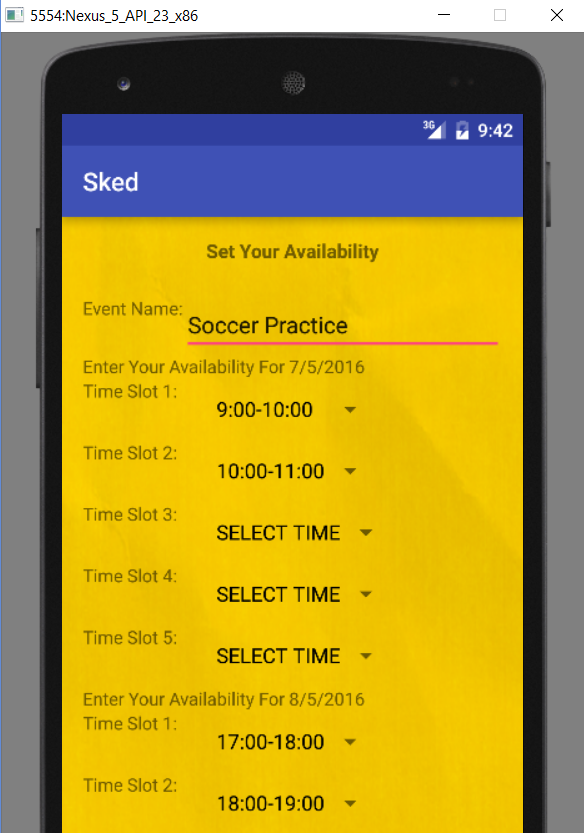 5554:Nexus_5_API_23_x86
3G 9:42
Sked
Set Your Availability
Event Name:
Soccer Practice
Enter Your Availability For 7/5/2016
Time Slot 1:
9:00-10:00
Time Slot 2:
10:00-11:00
Time Slot 3:
SELECT TIME
Time Slot 4:
SELECT TIME
Time Slot 5:
SELECT TIME
Enter Your Availability For 8/5/2016
Time Slot 1:
17:00-18:00
Time Slot 2:
18:00-19:00